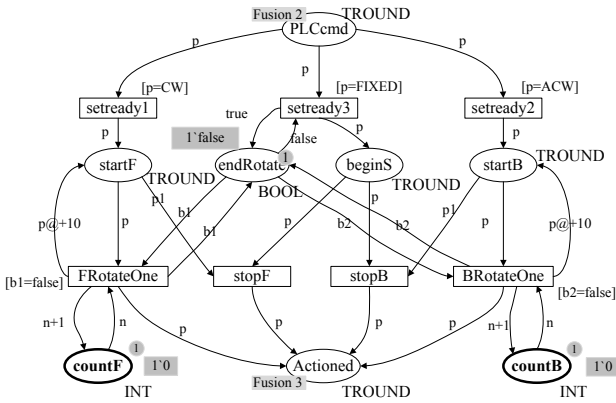 Fusion 2 TROUND
PLCcmd
p p p
[p=CW] [p=FIXED] [p=ACW]
setready1 setready3 setready2
true false
p p p
1`false
startF endRotate 1 beginS startB
TROUND BOOL TROUND TROUND
p1 p1
p@+10 p b1 b1 p p b2 b2 p p@+10
FRotateOne stopF stopB BRotateOne
[b1=false] [b2=false]
n+1 n p p p p n+1 n
1 1
countF 1`0 Actioned countB 1`0
Fusion 3
INT TROUND INT